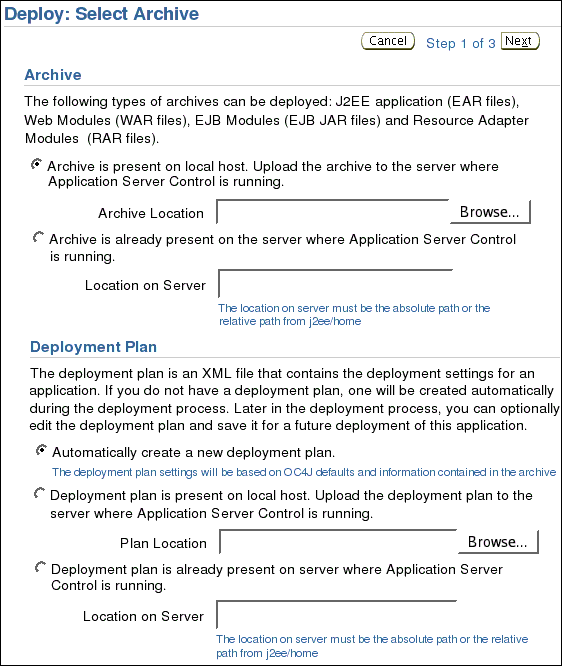 Deploy: Select Archive
Cancel Step 1 of 3 Next
Archive
The following types of archives can be deployed: J2EE application (EAR files),
Web Modules (WAR files), EJB Modules (EJB JAR files) and Resource Adapter
Modules (RAR files).
Archive is present on local host. Upload the archive to the server where
Application Server Control is running.
Archive Location Browse...
Archive is already present on the server where Application Server Control
is running.
Location on Server
The location on server must be the absolute path or the
relative path from j2ee/home
Deployment Plan
The deployment plan is an XML file that contains the deployment settings for an
application. If you do not have a deployment plan, one will be created automatically
during the deployment process. Later in the deployment process, you can optionally
edit the deployment plan and save it for a future deployment of this application.
Automatically create a new deployment plan.
The deployment plan settings will be based on OC4J defaults and information contained in the archive
Deployment plan is present on local host. Upload the deployment plan to the
server where Application Server Control is running.
Plan Location Browse...
Deployment plan is already present on server where Application Server
Control is running.
Location on Server
The location on server must be the absolute path or the relative
path from j2ee/home